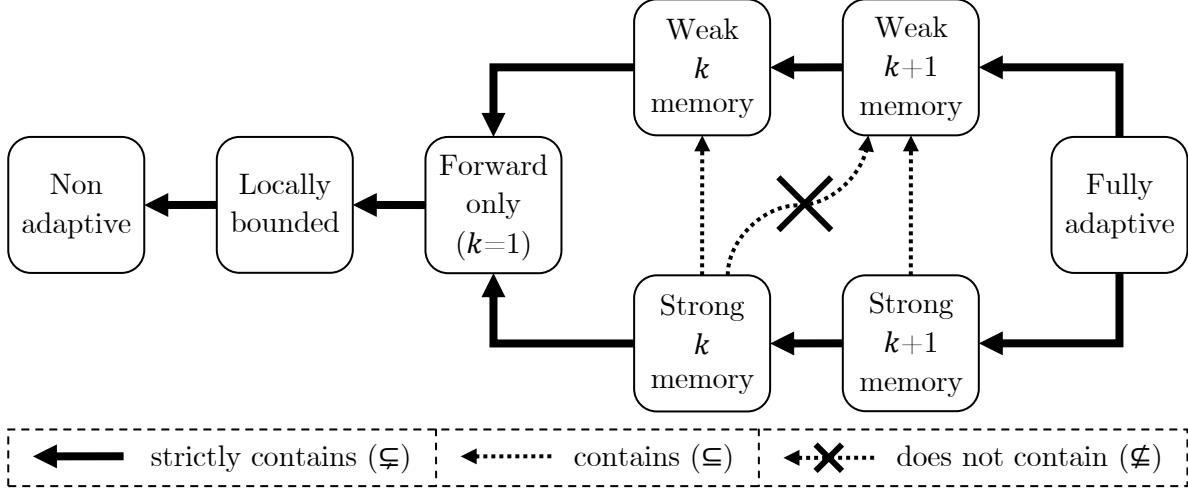 Weak
k
memory
Weak
k+1
memory
Non
adaptive
Locally
bounded
Forward
only
(k=1)
Fully
adaptive
Strong
k
memory
Strong
k+1
memory
strictly contains (⊊)
contains (⊆)
does not contain (⊈)